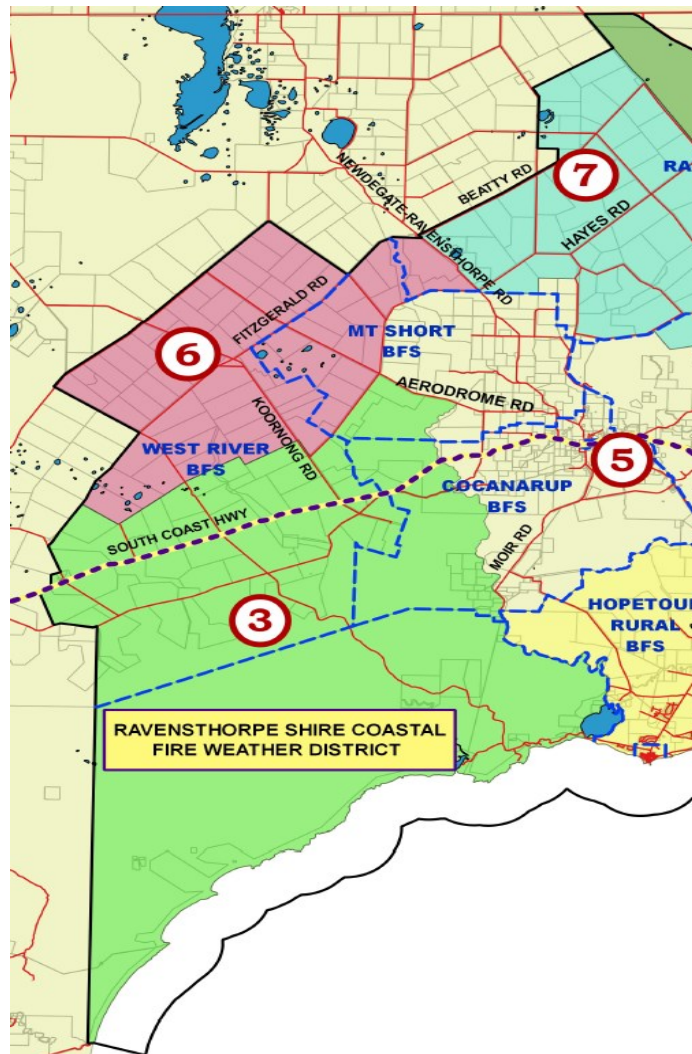 7
BEATTY RD
RA
NEWDEGATE-RAVENSTHORPE RD
HAYES RD
FITZGERALD RD
MT SHORT
BFS
6
AERODROME RD
KOORNONG RD
WEST RIVER
BFS
5
COCANARUP
BFS
SOUTH COAST HWY
MOIR RD
3
HOPETOU
RURAL
BFS
RAVENSTHORPE SHIRE COASTAL
FIRE WEATHER DISTRICT